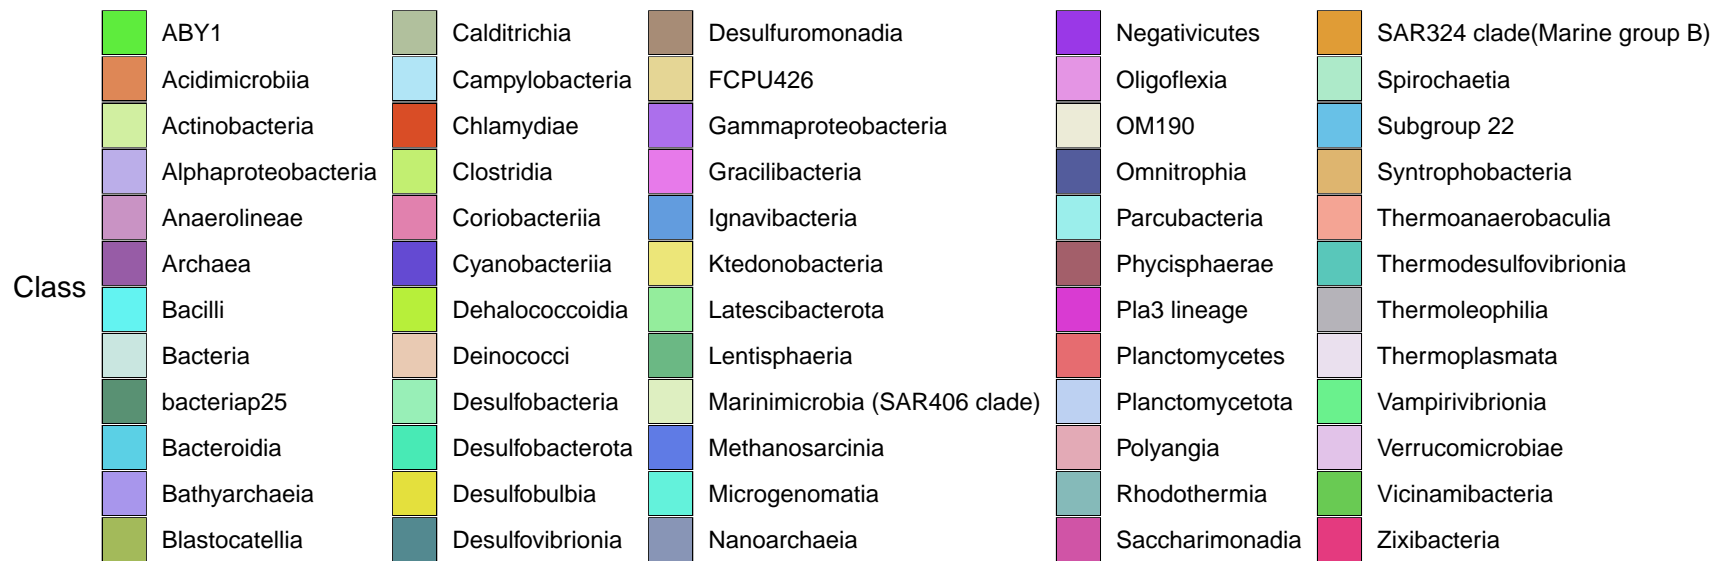 Class
ABY1
Acidimicrobiia
Actinobacteria
Alphaproteobacteria
Anaerolineae
Archaea
Bacilli
Bacteria
bacteriap25
Bacteroidia
Bathyarchaeia
Blastocatellia
Calditrichia
Campylobacteria
Chlamydiae
Clostridia
Coriobacteriia
Cyanobacteriia
Dehalococcoidia
Deinococci
Desulfobacteria
Desulfobacterota
Desulfobulbia
Desulfovibrionia
Desulfuromonadia
FCPU426
Gammaproteobacteria
Gracilibacteria
Ignavibacteria
Ktedonobacteria
Latescibacterota
Lentisphaeria
Marinimicrobia (SAR406 clade)
Methanosarcinia
Microgenomatia
Nanoarchaeia
Negativicutes
Oligoflexia
OM190
Omnitrophia
Parcubacteria
Phycisphaerae
Pla3 lineage
Planctomycetes
Planctomycetota
Polyangia
Rhodothermia
Saccharimonadia
SAR324 clade(Marine group B)
Spirochaetia
Subgroup 22
Syntrophobacteria
Thermoanaerobaculia
Thermodesulfovibrionia
Thermoleophilia
Thermoplasmata
Vampirivibrionia
Verrucomicrobiae
Vicinamibacteria
Zixibacteria